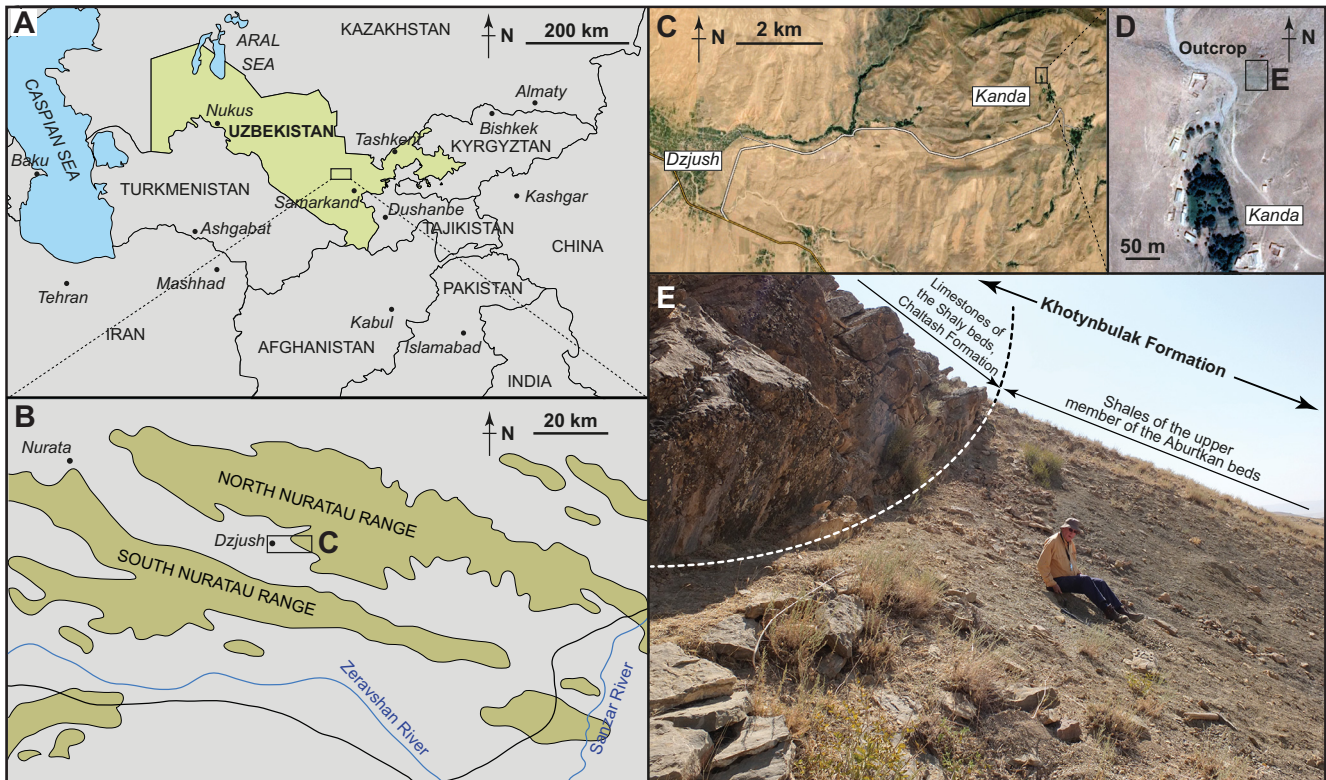 A
ARAL
SEA
KAZAKHSTAN
N
200 km
CASPIAN SEA
Nukus
UZBEKISTAN
Almaty
Bishkek
Tashkent
KYRGYZTAN
Baku
TURKMENISTAN
Samarkand
Kashgar
Dushanbe
TAJIKISTAN
Ashgabat
CHINA
Mashhad
Tehran
PAKISTAN
IRAN
Kabul
AFGHANISTAN
Islamabad
INDIA
B
N
20 km
Nurata
NORTH NURATAU RANGE
Dzjush
C
SOUTH NURATAU RANGE
Zeravshan River
Sanzar River
C
N
2 km
Kanda
Dzjush
D
Outcrop
N
E
Kanda
50 m
E
Limestones of
the Shaly beds,
Chaltash Formation
Khotynbulak Formation
Shales of the upper
member of the Aburtkan beds